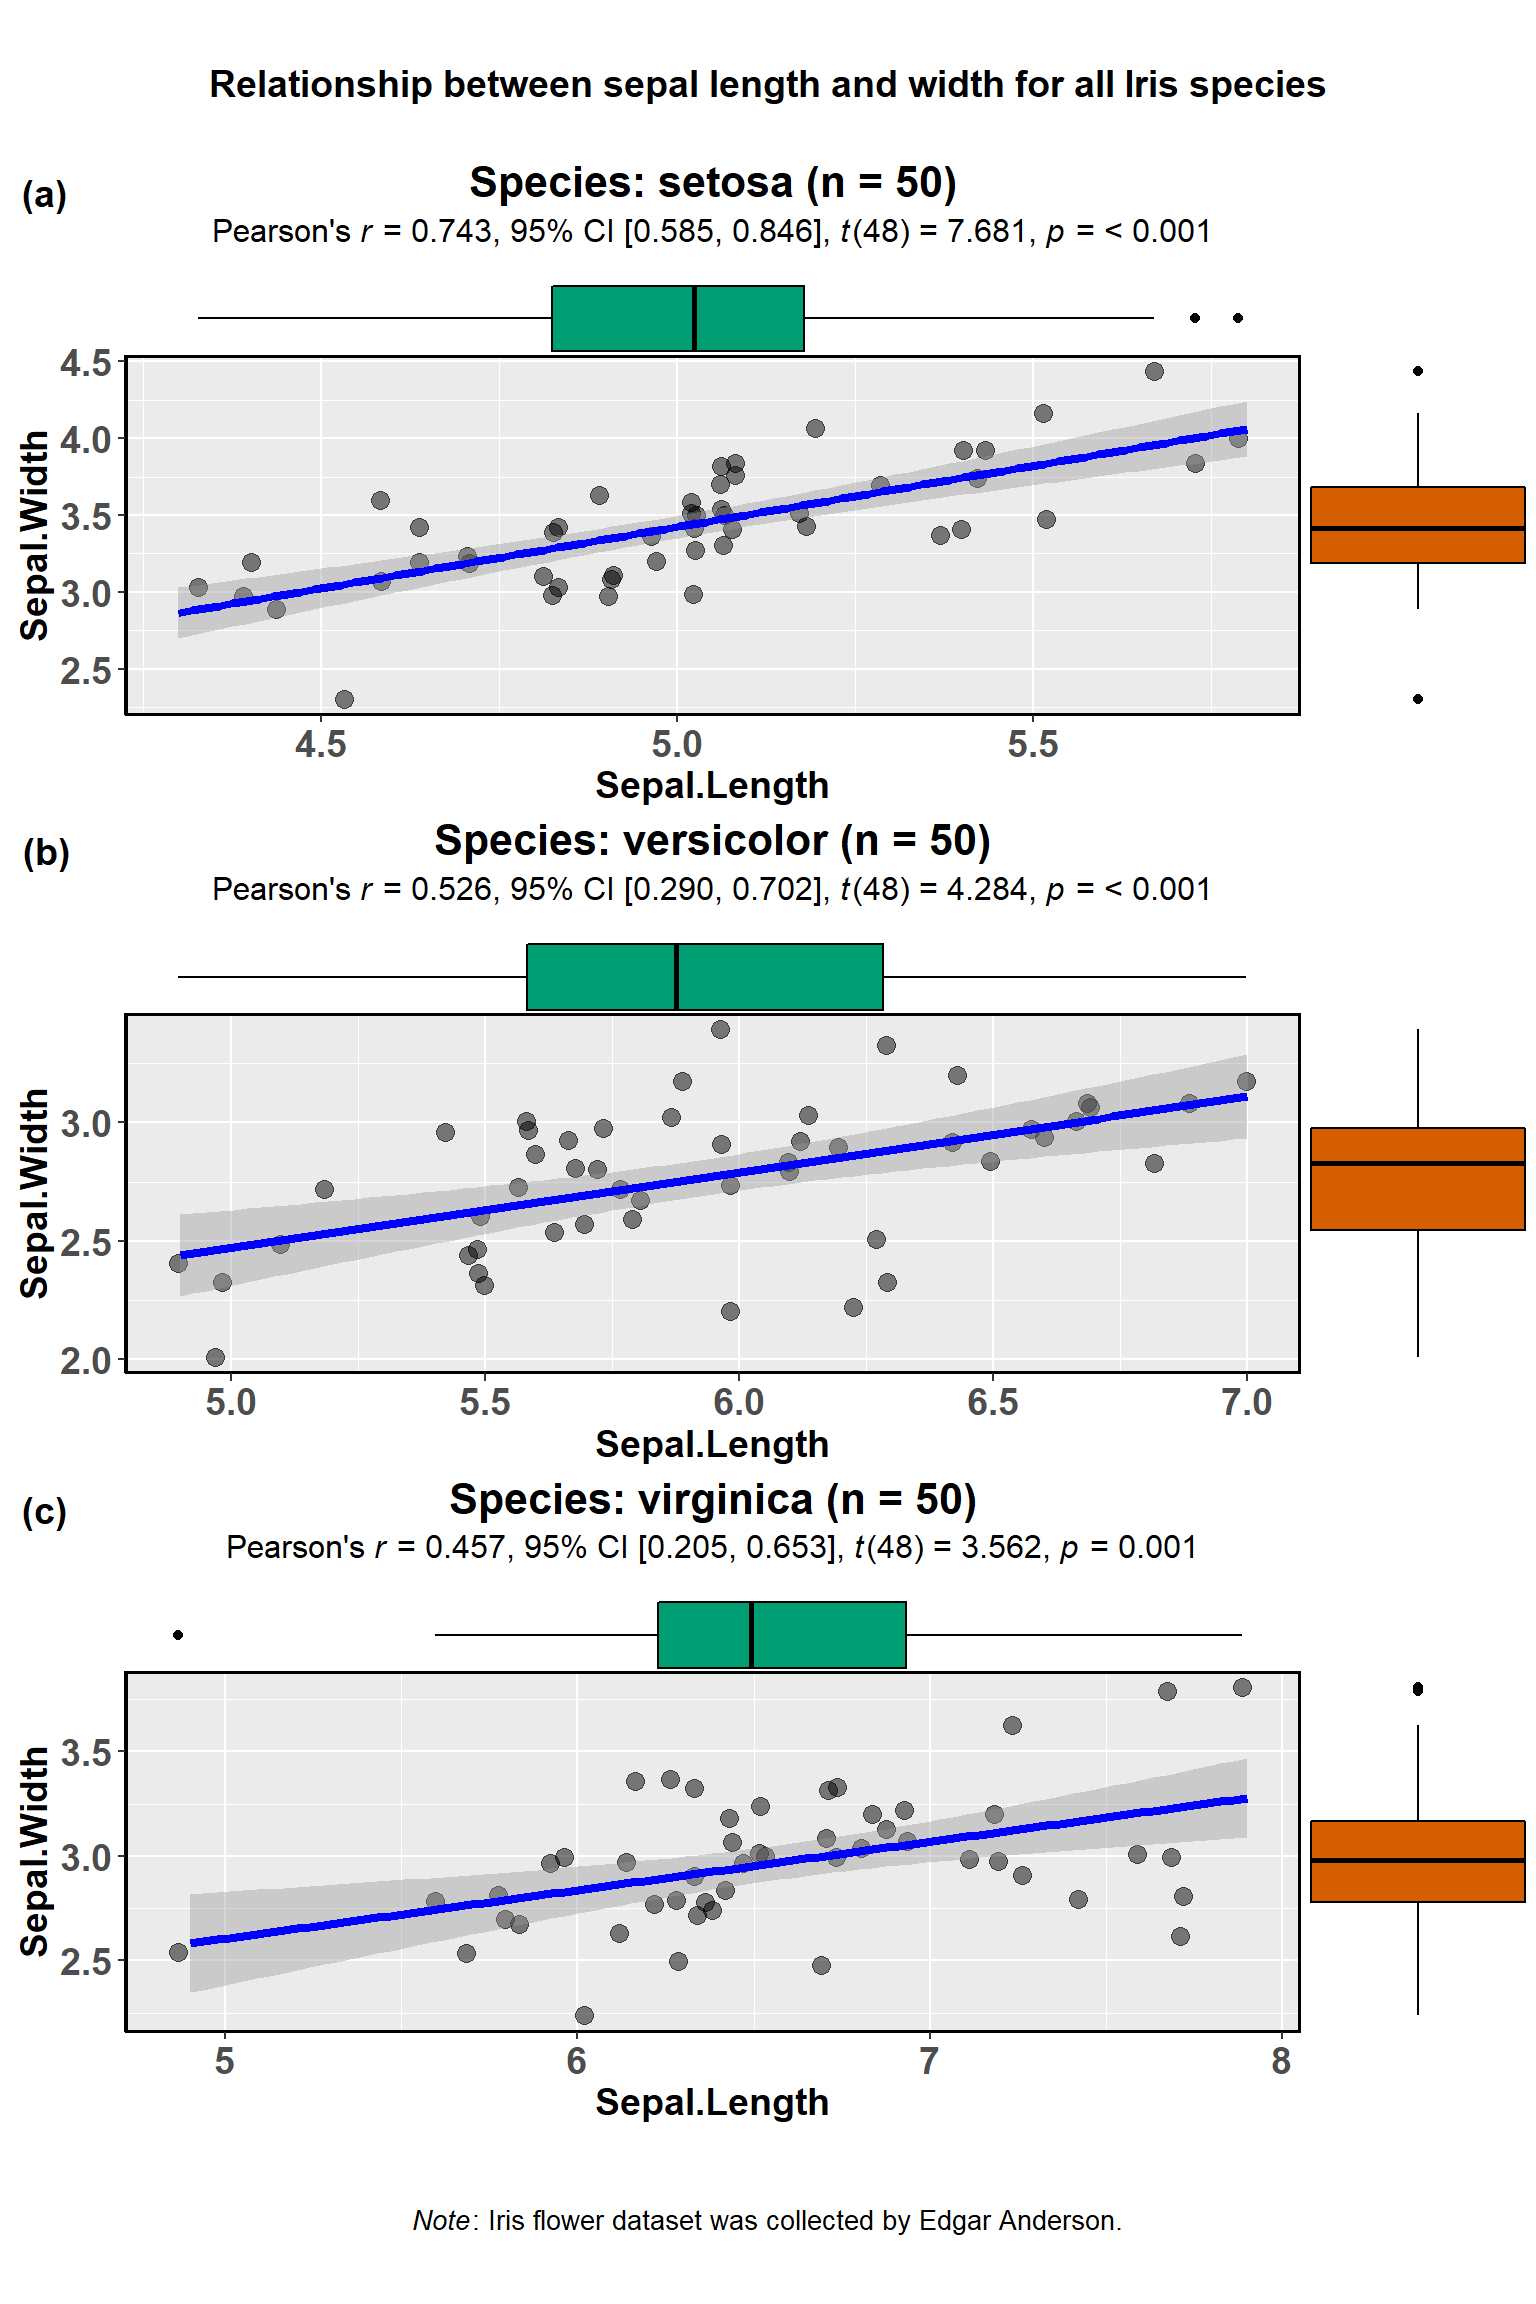 Relationship between sepal length and width for all Iris species
(a)
Species: setosa (n = 50)
Pearson's r = 0.743, 95% CI [0.585, 0.846], t(48) = 7.681, p = < 0.001
4.5
4.0
3.5
3.0
2.5
Sepal.Width
4.5 5.0 5.5
Sepal.Length
(b)
Species: versicolor (n = 50)
Pearson's r = 0.526, 95% CI [0.290, 0.702], t(48) = 4.284, p = < 0.001
3.0
2.5
2.0
Sepal.Width
5.0 5.5 6.0 6.5 7.0
Sepal.Length
(c)
Species: virginica (n = 50)
Pearson's r = 0.457, 95% CI [0.205, 0.653], t(48) = 3.562, p = 0.001
3.5
3.0
2.5
Sepal.Width
5 6 7 8
Sepal.Length
Note: Iris flower dataset was collected by Edgar Anderson.